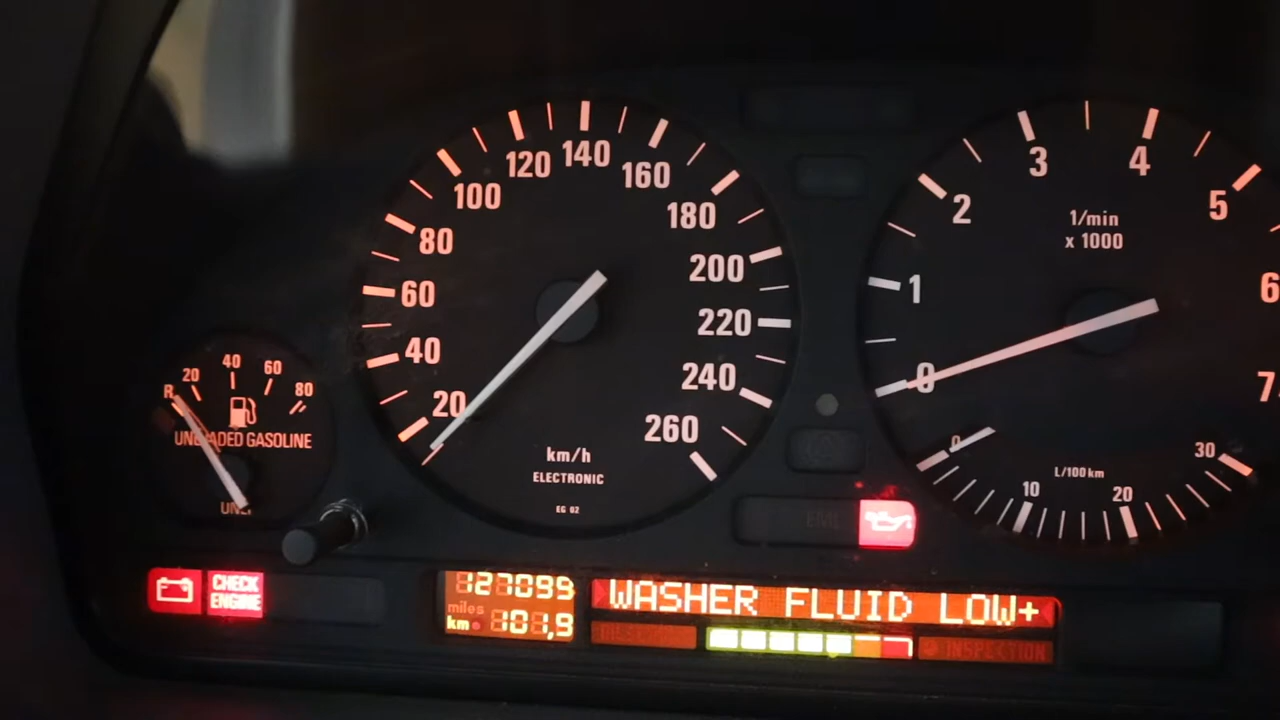 20 40 60 80 100 120 140 160 180 200 220 240 260
km/h
ELECTRONIC
EG 02
0 1 2 3 4 5 6 7
1/min
x 1000
0 10 20 30
L/100km
R 20 40 60 80
UNLEADED GASOLINE
EML
CHECK
ENGINE
127099
miles
km 101,9
WASHER FLUID LOW+
INSPECTION